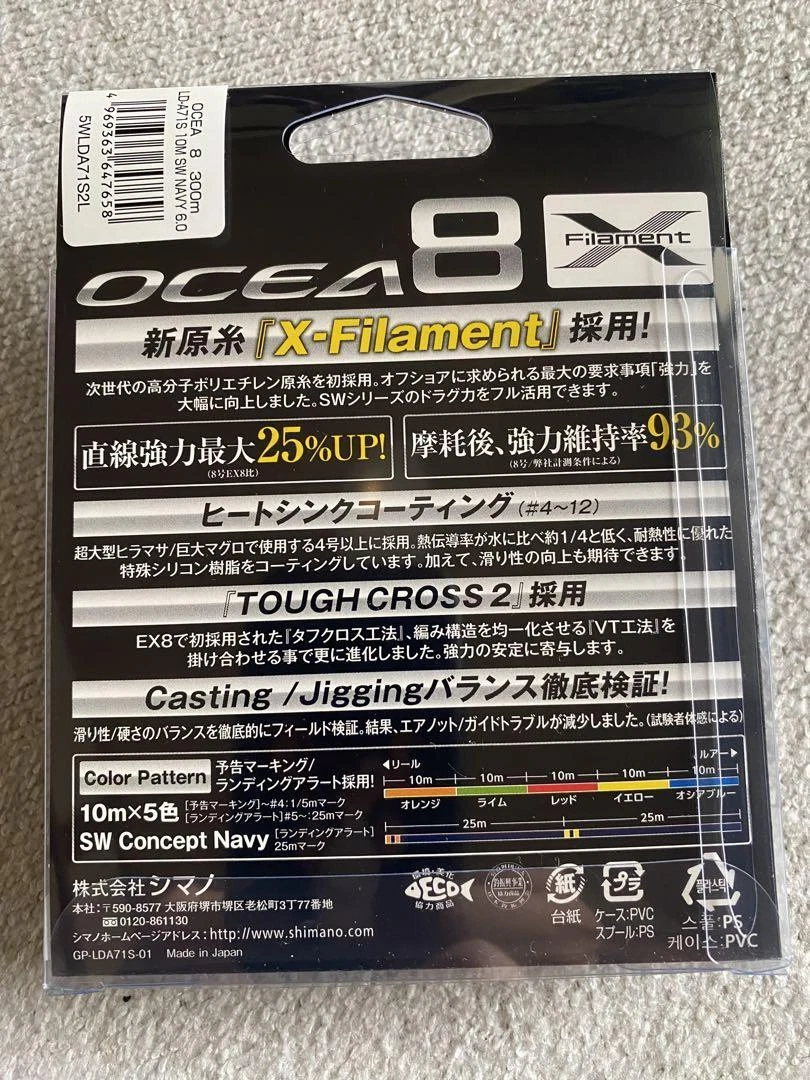 OCEA 8 300m
LD-A71S 10M SW NAVY 6.0
4 969363 647658
5WLDA71S2L
OCEA8
X Filament
新原糸『X-Filament』採用!
次世代の高分子ポリエチレン原糸を初採用。オフショアに求められる最大の要求事項「強力」を
大幅に向上しました。SWシリーズのドラグ力をフル活用できます。
直線強力最大25%UP!
(8号EX8比)
摩耗後、強力維持率93%
(8号/弊社計測条件による)
ヒートシンクコーティング(#4～12)
超大型ヒラマサ/巨大マグロで使用する4号以上に採用。熱伝導率が水に比べ約1/4と低く、耐熱性に優れた
特殊シリコン樹脂をコーティングしています。加えて、滑り性の向上も期待できます。
『TOUGH CROSS 2』採用
EX8で初採用された『タフクロス工法』、編み構造を均一化させる『VT工法』を
掛け合わせる事で更に進化しました。強力の安定に寄与します。
Casting /Jiggingバランス徹底検証!
滑り性/硬さのバランスを徹底的にフィールド検証。結果、エアノット/ガイドトラブルが減少しました。(試験者体感による)
Color Pattern 予告マーキング/
ランディングアラート採用!
10m×5色 [予告マーキング]～#4:1/5mマーク
[ランディングアラート]#5～:25mマーク
SW Concept Navy [ランディングアラート]
25mマーク
◀リール ルアー▶
10m 10m 10m 10m 10m
オレンジ ライム レッド イエロー オシアブルー
25m 25m
株式会社シマノ
本社:〒590-8577 大阪府堺市堺区老松町3丁77番地
0120-861130
シマノホームページアドレス:http://www.shimano.com
GP-LDA71S-01 Made in Japan
環境・美化
ECO
協力商品
紙
台紙
プラ
ケース:PVC
スプール:PS
플라스틱
스풀:PS
케이스:PVC